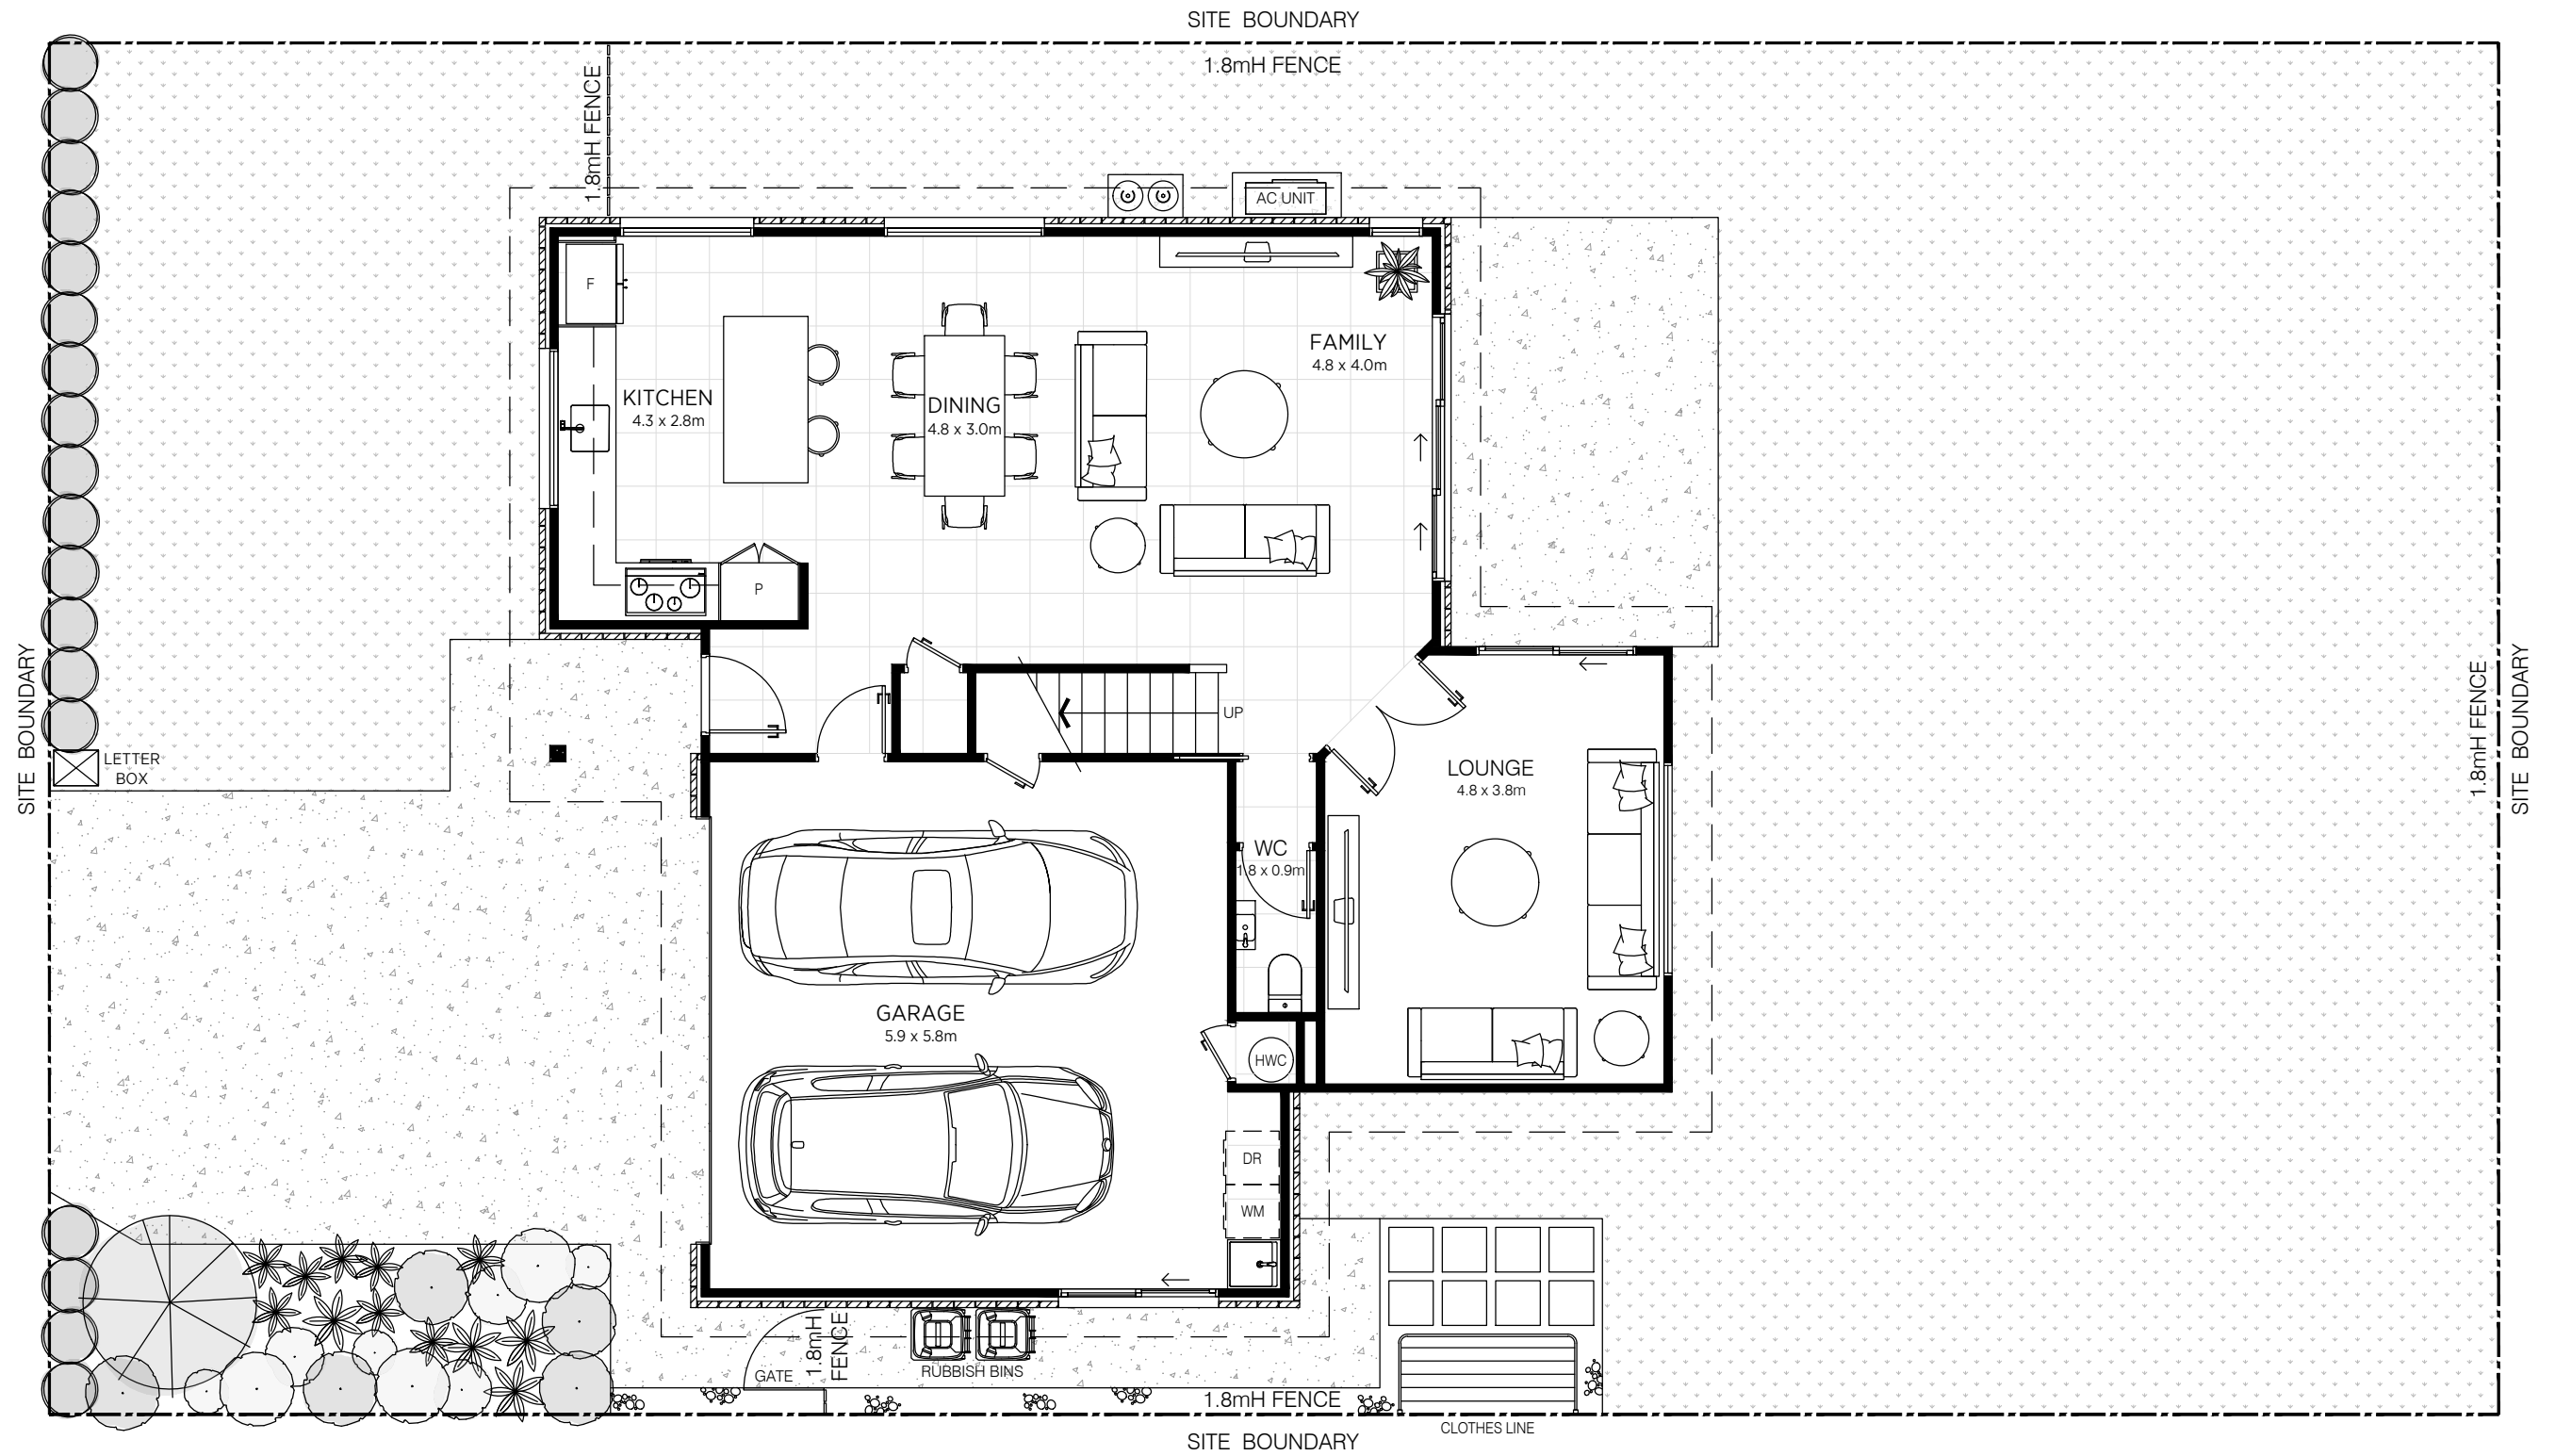 SITE BOUNDARY
1.8mH FENCE
1.8mH FENCE
AC UNIT
F
FAMILY
4.8 x 4.0m
KITCHEN
4.3 x 2.8m
DINING
4.8 x 3.0m
P
SITE BOUNDARY
LETTER
BOX
UP
LOUNGE
4.8 x 3.8m
1.8mH FENCE
SITE BOUNDARY
WC
1.8 x 0.9m
GARAGE
5.9 x 5.8m
HWC
DR
WM
GATE
1.8mH
FENCE
RUBBISH BINS
1.8mH FENCE
CLOTHES LINE
SITE BOUNDARY